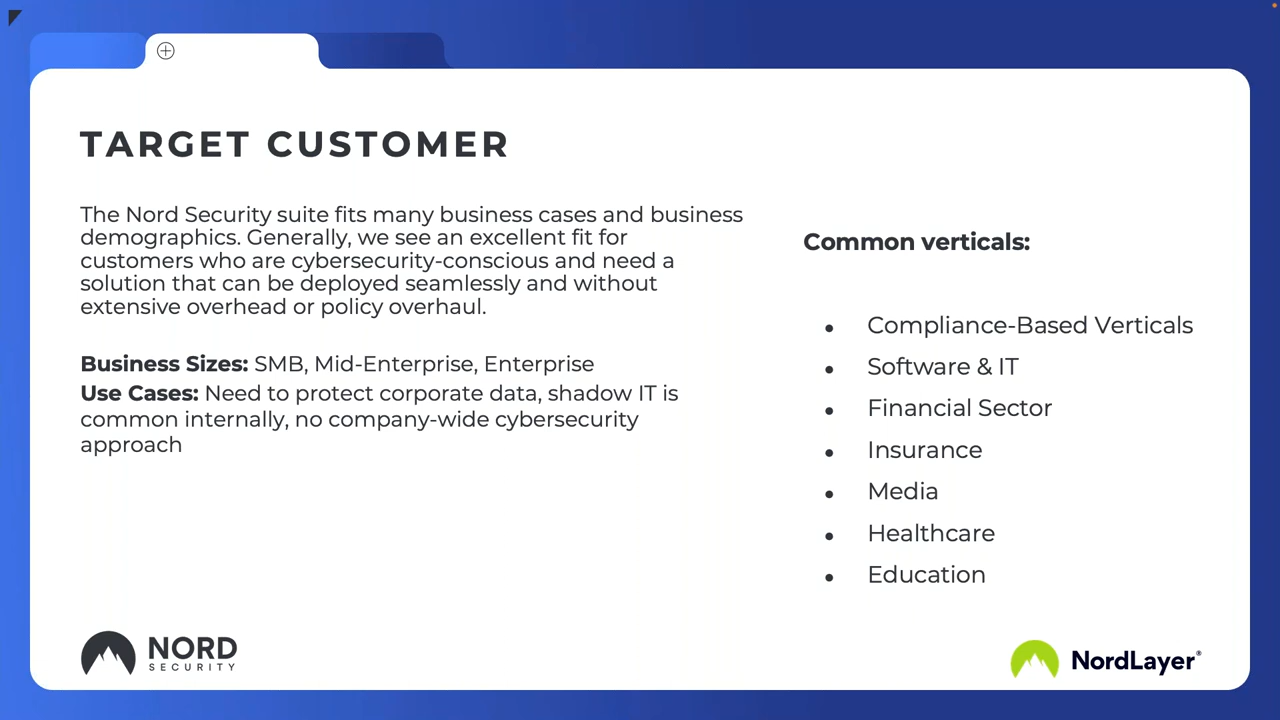 TARGET CUSTOMER
The Nord Security suite fits many business cases and business
demographics. Generally, we see an excellent fit for
customers who are cybersecurity-conscious and need a
solution that can be deployed seamlessly and without
extensive overhead or policy overhaul.
Business Sizes: SMB, Mid-Enterprise, Enterprise
Use Cases: Need to protect corporate data, shadow IT is
common internally, no company-wide cybersecurity
approach
Common verticals:
● Compliance-Based Verticals
● Software & IT
● Financial Sector
● Insurance
● Media
● Healthcare
● Education
NORD
SECURITY
NordLayer®